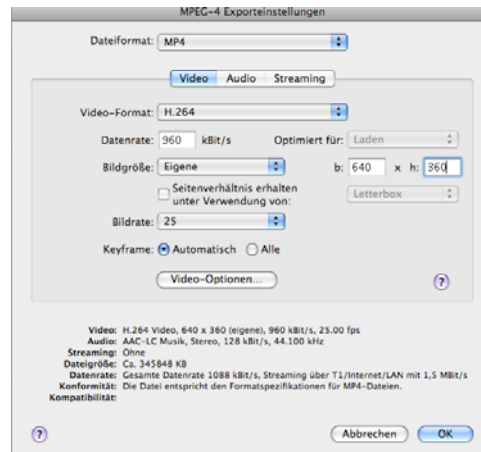 MPEG-4 Exporteinstellungen
Dateiformat: MP4
Video Audio Streaming
Video-Format: H.264
Datenrate: 960 kBit/s Optimiert für: Laden
Bildgröße: Eigene b: 640 x h: 360
Seitenverhältnis erhalten unter Verwendung von: Letterbox
Bildrate: 25
Keyframe: Automatisch Alle
Video-Optionen... ?
Video: H.264 Video, 640 x 360 (eigene), 960 kBit/s, 25.00 fps
Audio: AAC-LC Musik, Stereo, 128 kBit/s, 44.100 kHz
Streaming: Ohne
Dateigröße: Ca. 345848 KB
Datenrate: Gesamte Datenrate 1088 kBit/s, Streaming über T1/Internet/LAN mit 1,5 MBit/s
Konformität: Die Datei entspricht den Formatspezifikationen für MP4-Dateien.
Kompatibilität:
? Abbrechen OK